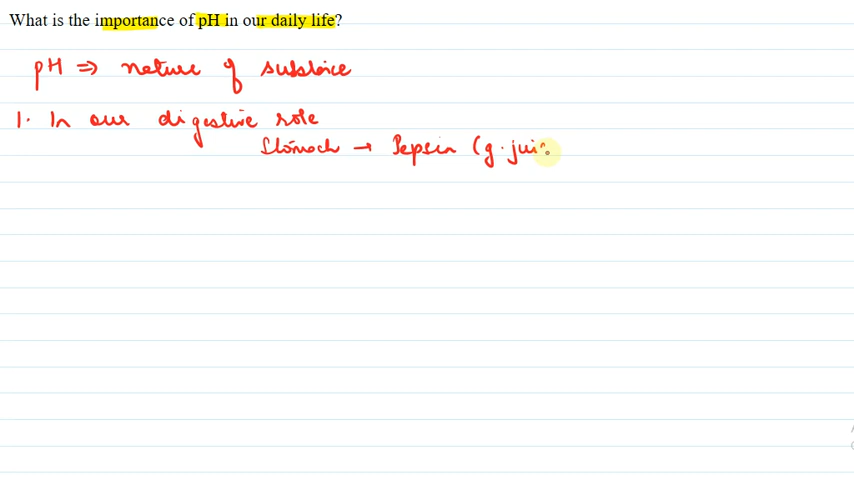 What is the importance of pH in our daily life?
pH ⇒ nature of substance
1. In our digestive role
Stomach → Pepsin (g. jui